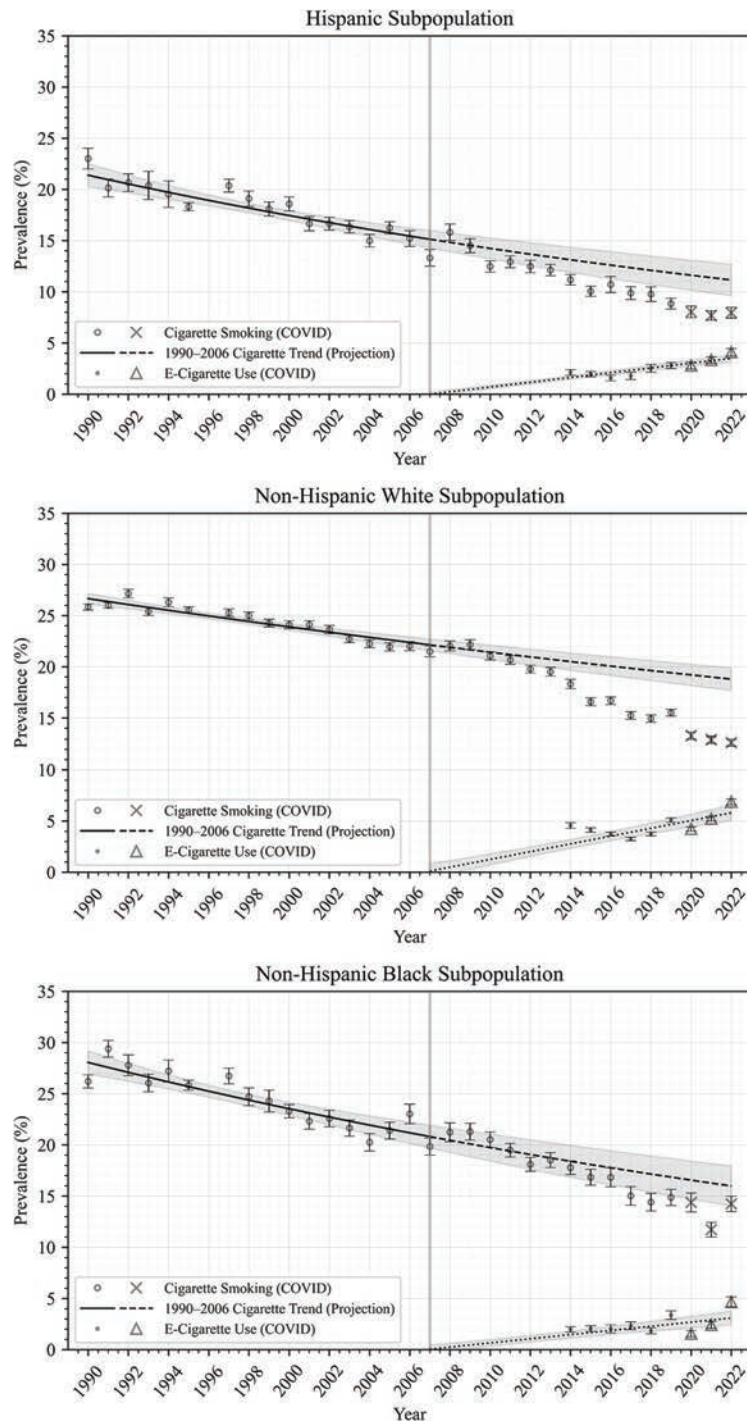 Hispanic Subpopulation
35
30
25
20
15
10
5
0
Prevalence (%)
Cigarette Smoking (COVID)
1990–2006 Cigarette Trend (Projection)
E-Cigarette Use (COVID)
1990 1992 1994 1996 1998 2000 2002 2004 2006 2008 2010 2012 2014 2016 2018 2020 2022
Year
Non-Hispanic White Subpopulation
35
30
25
20
15
10
5
0
Prevalence (%)
Cigarette Smoking (COVID)
1990–2006 Cigarette Trend (Projection)
E-Cigarette Use (COVID)
1990 1992 1994 1996 1998 2000 2002 2004 2006 2008 2010 2012 2014 2016 2018 2020 2022
Year
Non-Hispanic Black Subpopulation
35
30
25
20
15
10
5
0
Prevalence (%)
Cigarette Smoking (COVID)
1990–2006 Cigarette Trend (Projection)
E-Cigarette Use (COVID)
1990 1992 1994 1996 1998 2000 2002 2004 2006 2008 2010 2012 2014 2016 2018 2020 2022
Year